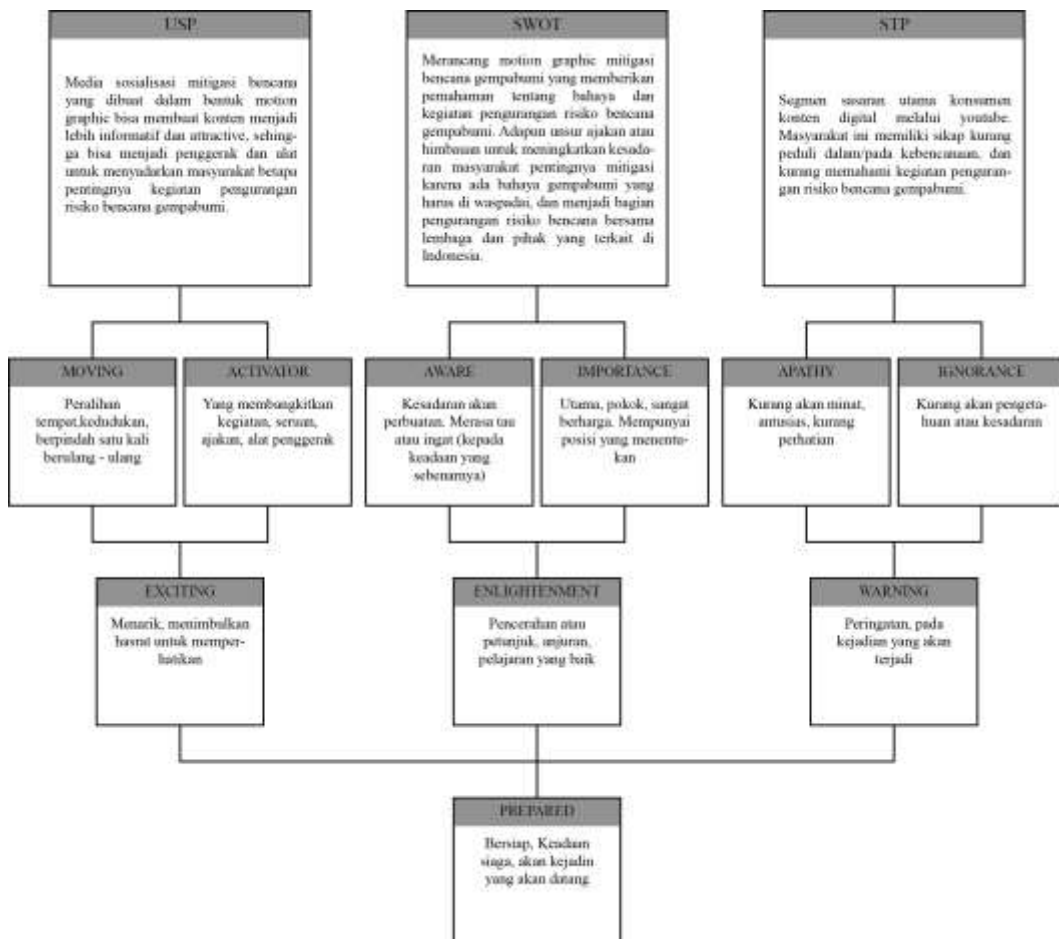 USP
Media sosialisasi mitigasi bencana
yang dibuat dalam bentuk motion
graphic bisa membuat konten menjadi
lebih informatif dan attractive, sehing-
ga bisa menjadi penggerak dan alat
untuk menyadarkan masyarakat betapa
pentingnya kegiatan pengurangan
risiko bencana gempabumi.
SWOT
Merancang motion graphic mitigasi
bencana gempabumi yang memberikan
pemahaman tentang bahaya dan
kegiatan pengurangan risiko bencana
gempabumi. Adapun unsur ajakan atau
himbauan untuk meningkatkan kesada-
ran masyarakat pentingnya mitigasi
karena ada bahaya gempabumi yang
harus di waspadai, dan menjadi bagian
pengurangan risiko bencana bersama
lembaga dan pihak yang terkait di
Indonesia.
STP
Segmen sasaran utama konsumen
konten digital melalui youtube.
Masyarakat ini memiliki sikap kurang
peduli dalam/pada kebencanaan, dan
kurang memahami kegiatan penguran-
gan risiko bencana gempabumi.
MOVING
Peralihan
tempat,kedudukan,
berpindah satu kali
berulang - ulang
ACTIVATOR
Yang membangkitkan
kegiatan, seruan,
ajakan, alat penggerak
AWARE
Kesadaran akan
perbuatan. Merasa tau
atau ingat (kepada
keadaan yang
sebenarnya)
IMPORTANCE
Utama, pokok, sangat
berharga. Mempunyai
posisi yang menentu-
kan
APATHY
Kurang akan minat,
antusias, kurang
perhatian
IGNORANCE
Kurang akan pengeta-
huan atau kesadaran
EXCITING
Menarik, menimbulkan
hasrat untuk memper-
hatikan
ENLIGHTENMENT
Pencerahan atau
petunjuk, anjuran,
pelajaran yang baik
WARNING
Peringatan, pada
kejadian yang akan
terjadi
PREPARED
Bersiap, Keadaan
siaga, akan kejadin
yang akan datang